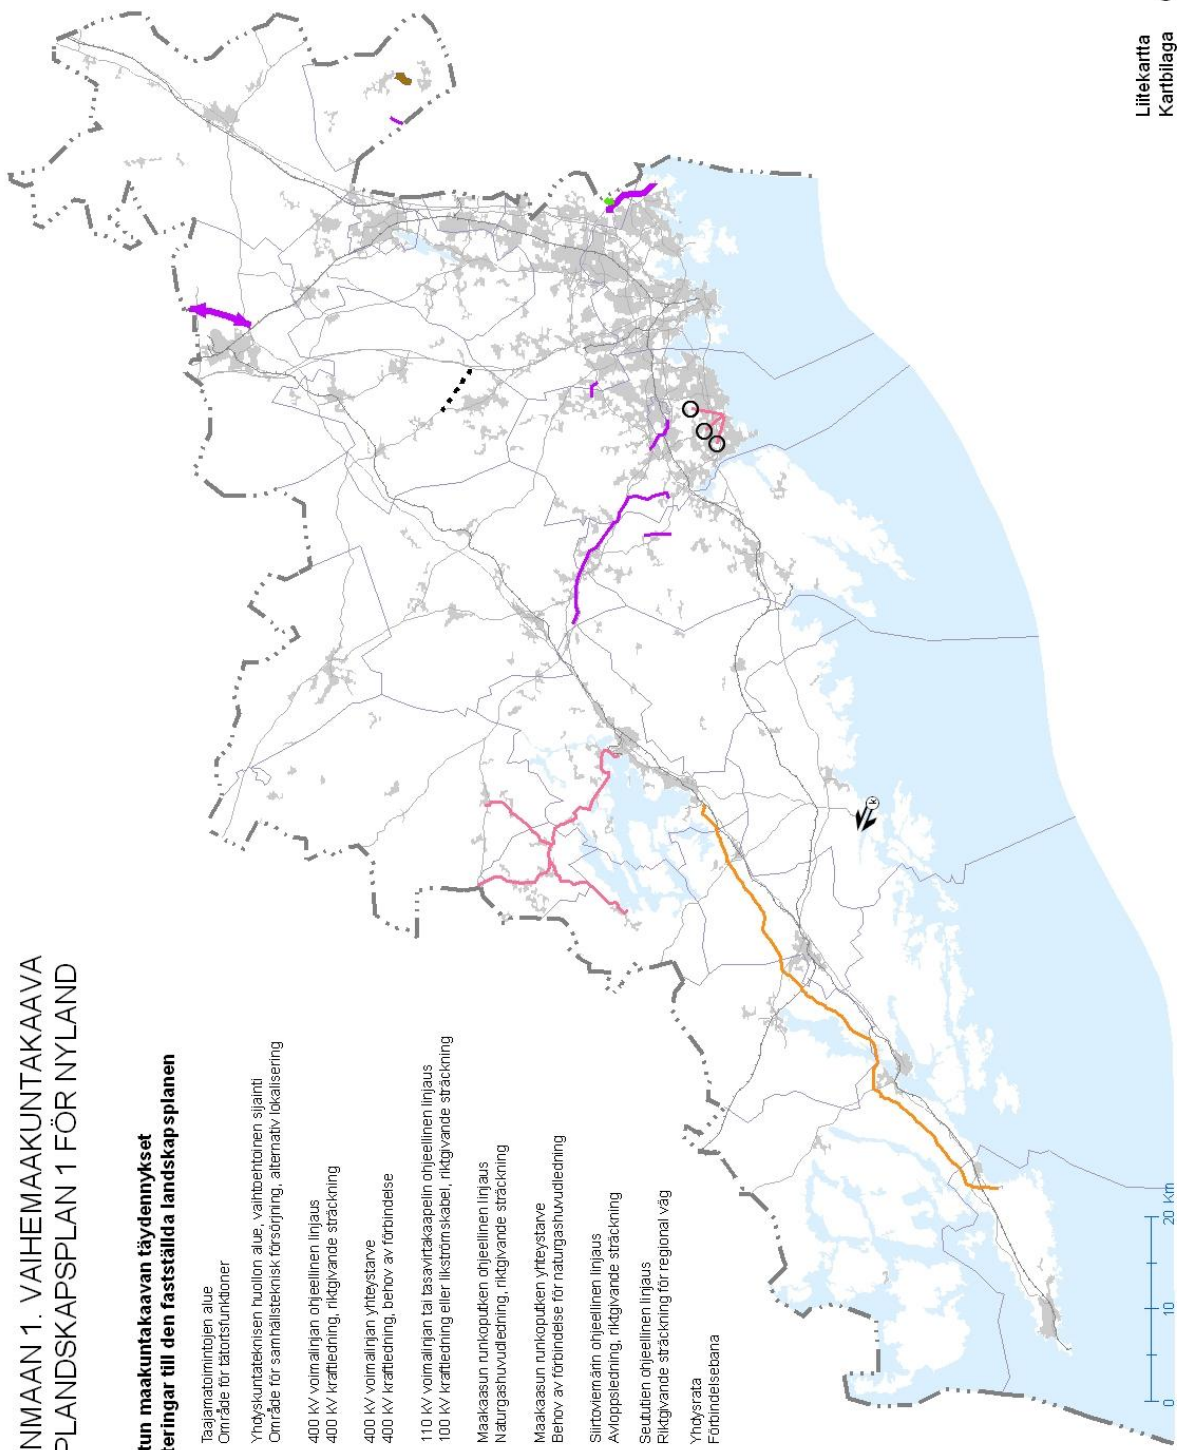 NMAAN 1. VAIHEMAAKUNTAKAAVA
PLANDSKAPSPLAN 1 FÖR NYLAND
tun maakuntakaavan täydennykset
teringar till den fastställda landskapsplanen
Taajamatoimintojen alue
Område för tätortsfunktioner
Yhdyskuntateknisen huollon alue, vaihtoehtoinen sijainti
Område för samhällsteknisk försörjning, alternativ lokalisering
400 kV voimalinjan ohjeellinen linjaus
400 kV kraftledning, riktgivande sträckning
400 kV voimalinjan yhteystarve
400 kV kraftledning, behov av förbindelse
110 kV voimalinjan tai tasavirtakaapelin ohjeellinen linjaus
100 kV kraftledning eller likströmskabel, riktgivande sträckning
Maakaasun runkoputken ohjeellinen linjaus
Naturgashuvudledning, riktgivande sträckning
Maakaasun runkoputken yhteystarve
Behov av förbindelse för naturgashuvudledning
Siirtoviemärin ohjeellinen linjaus
Avloppsledning, riktgivande sträckning
Seututien ohjeellinen linjaus
Riktgivande sträckning för regional väg
Yhdysrata
Förbindelsebana
k
0 10 20 Km
Liitekartta
Kartbilaga